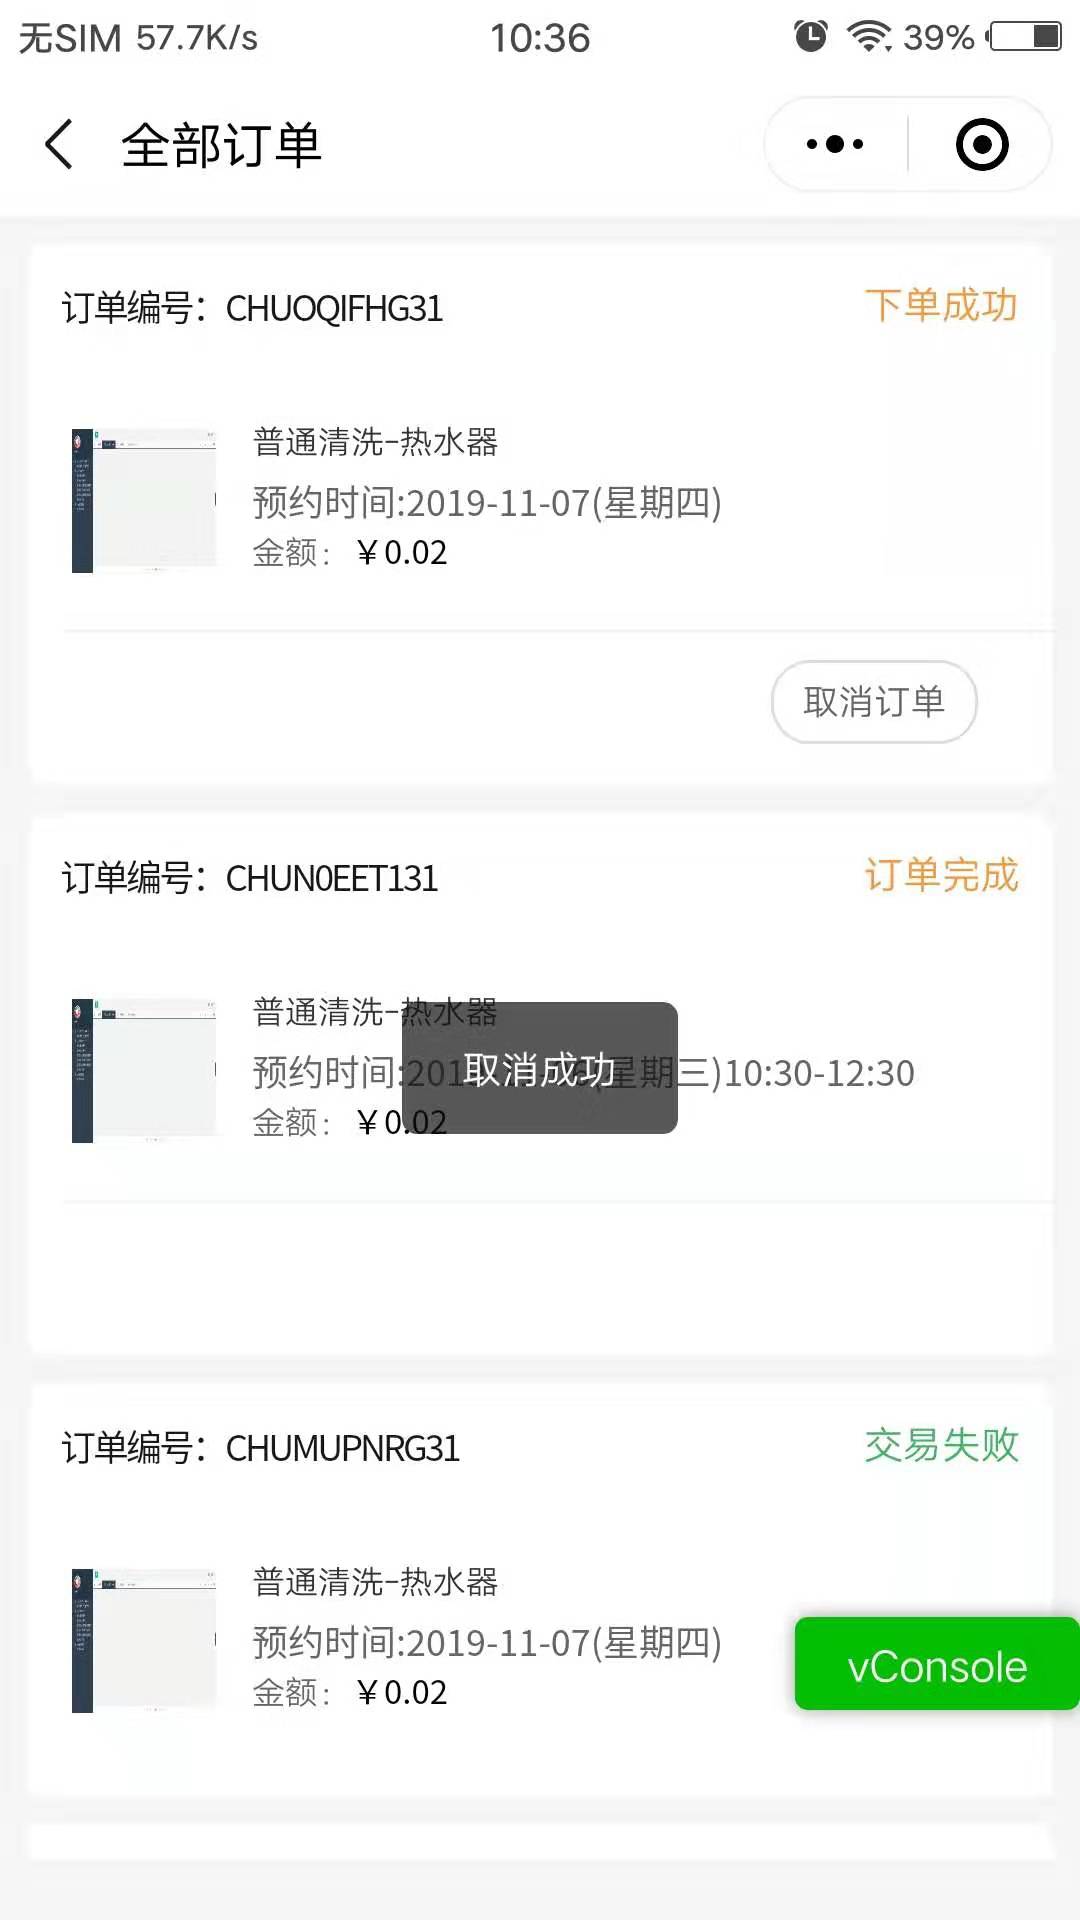 无SIM 57.7K/s 10:36 39%
全部订单
订单编号：CHUOQIFHG31 下单成功
普通清洗-热水器
预约时间:2019-11-07(星期四)
金额：￥0.02
取消订单
订单编号：CHUN0EET131 订单完成
普通清洗-热水器
预约时间:2019-11-06(星期三)10:30-12:30
取消成功
金额：￥0.02
订单编号：CHUMUPNRG31 交易失败
普通清洗-热水器
预约时间:2019-11-07(星期四)
金额：￥0.02
vConsole